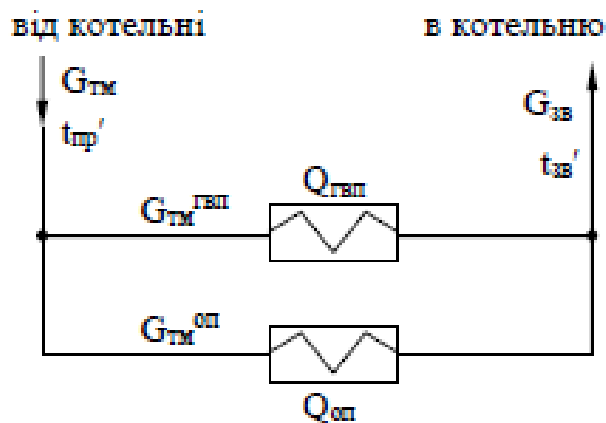 від котельні
в котельню
Gтм
tпр′
Gзв
tзв′
Qгвп
Gтмгвп
Gтмоп
Qоп